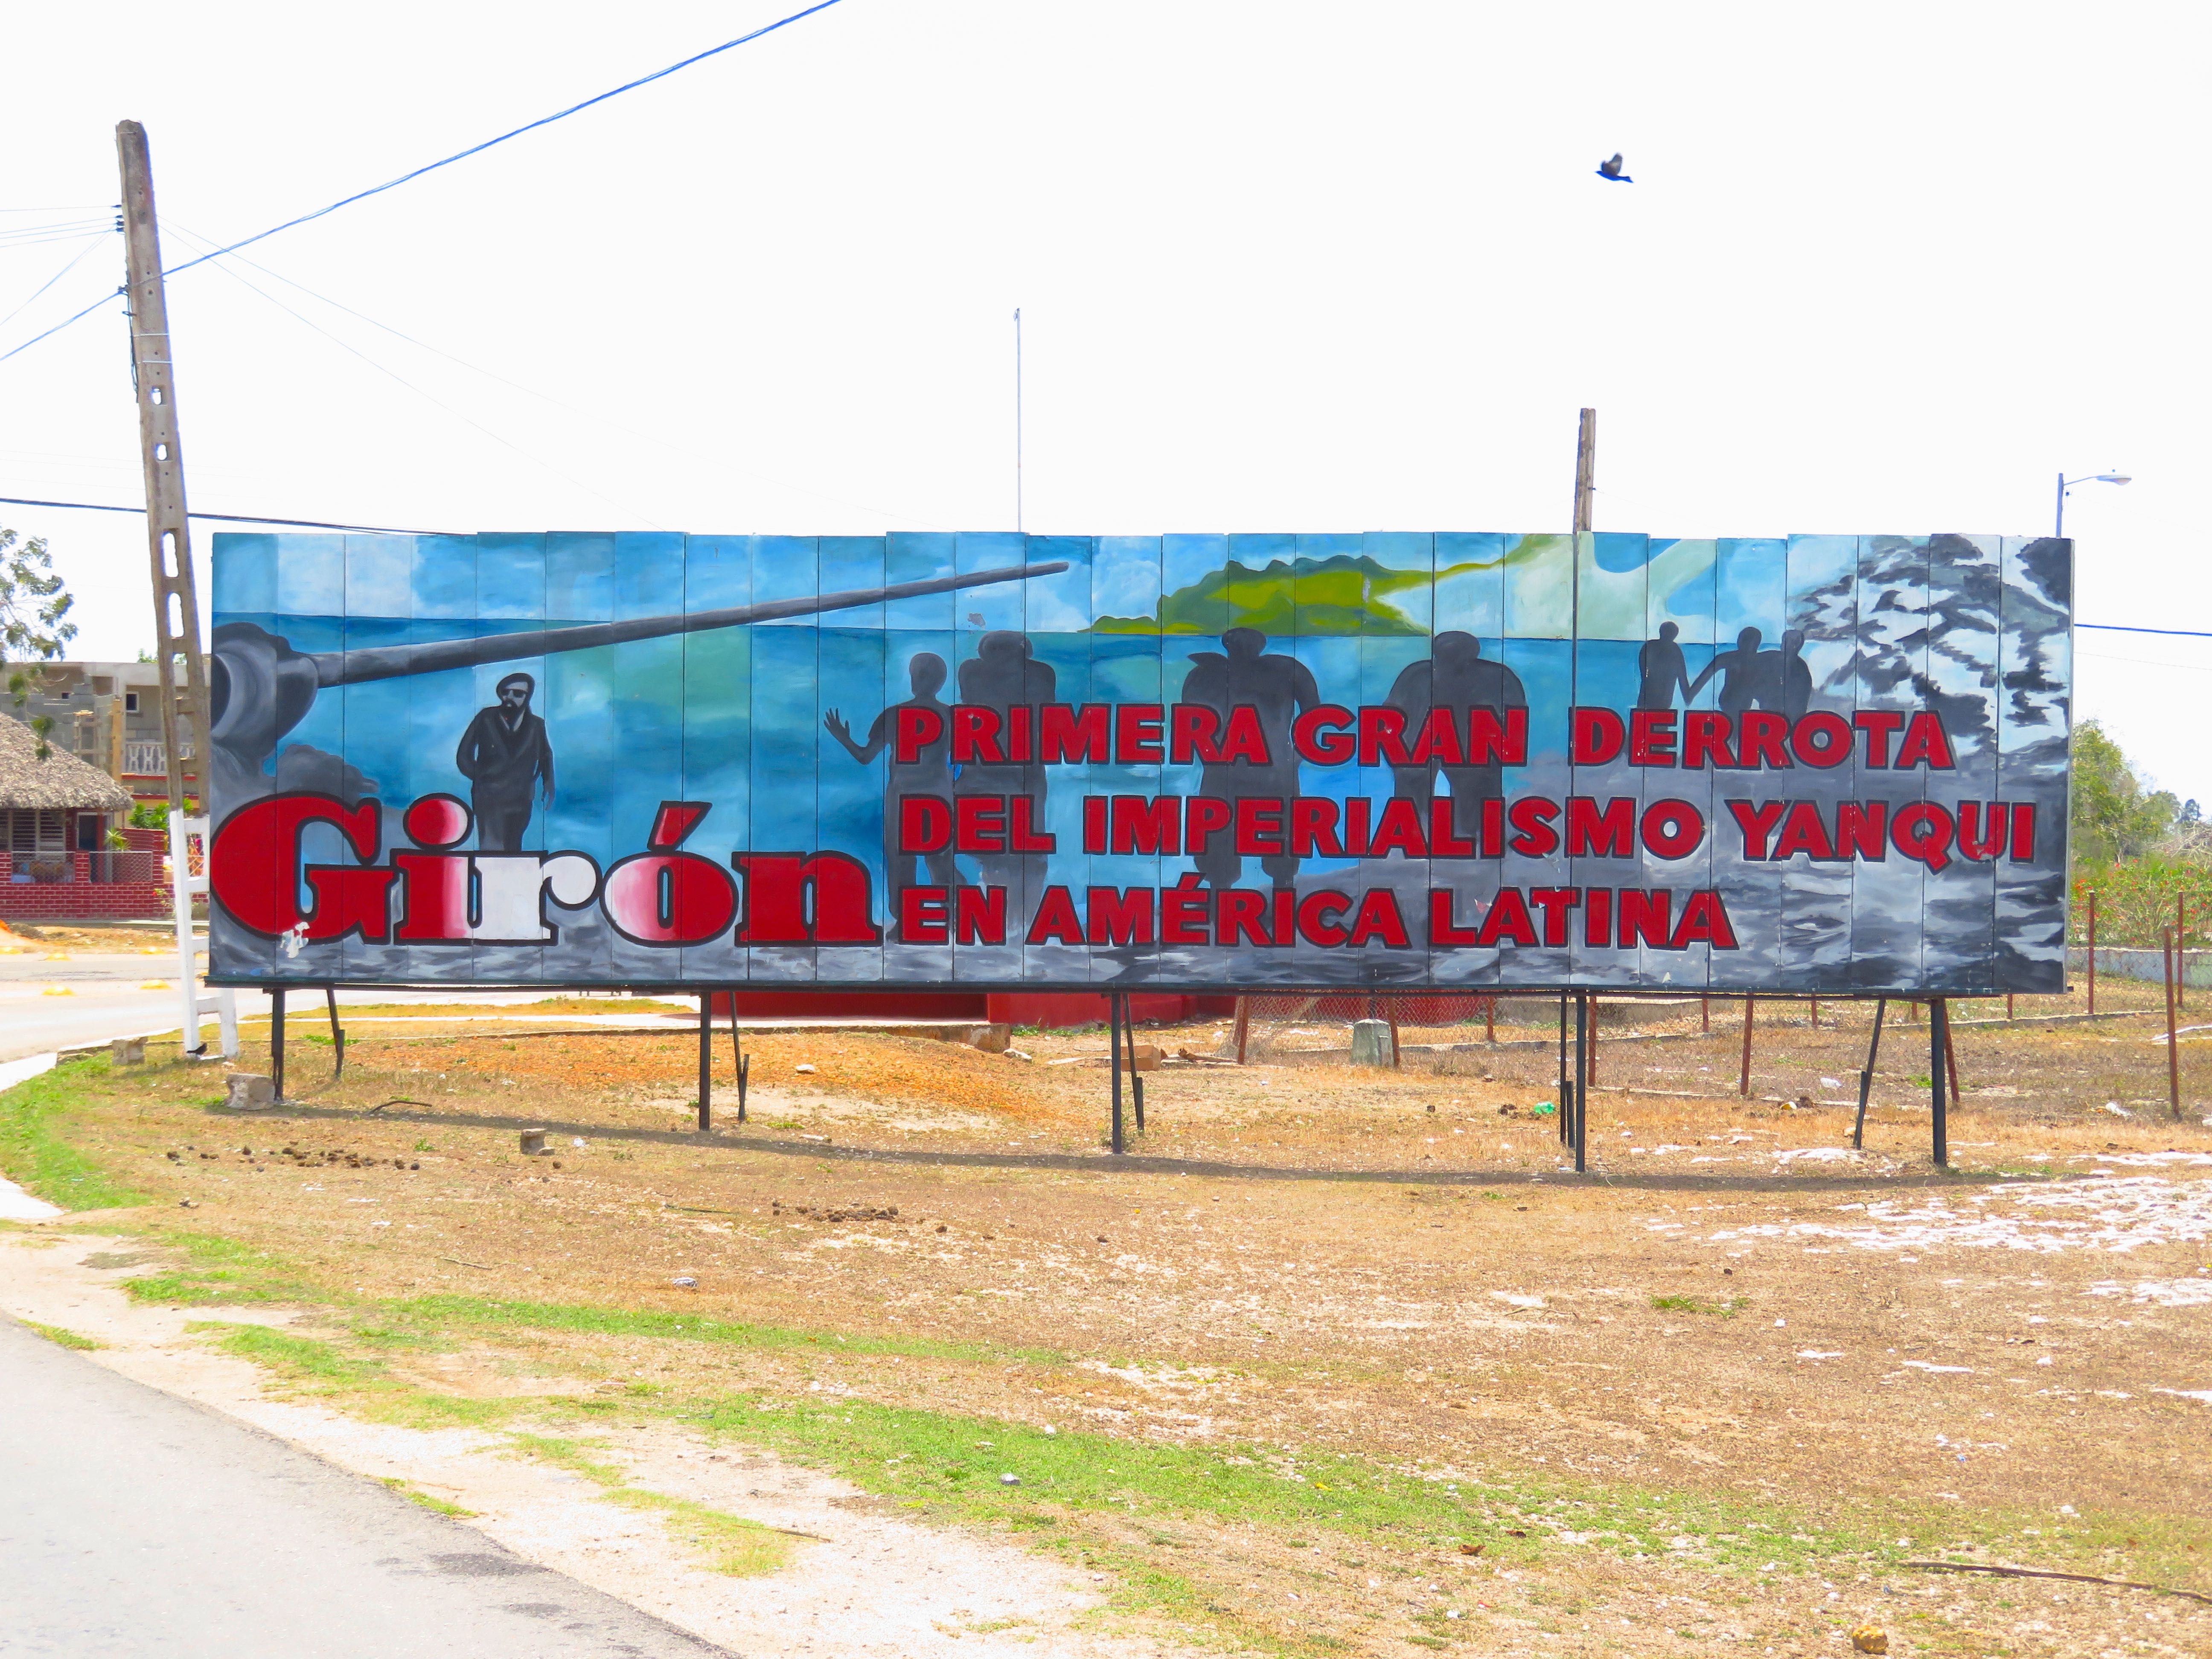 Girón
PRIMERA GRAN DERROTA
DEL IMPERIALISMO YANQUI
EN AMÉRICA LATINA